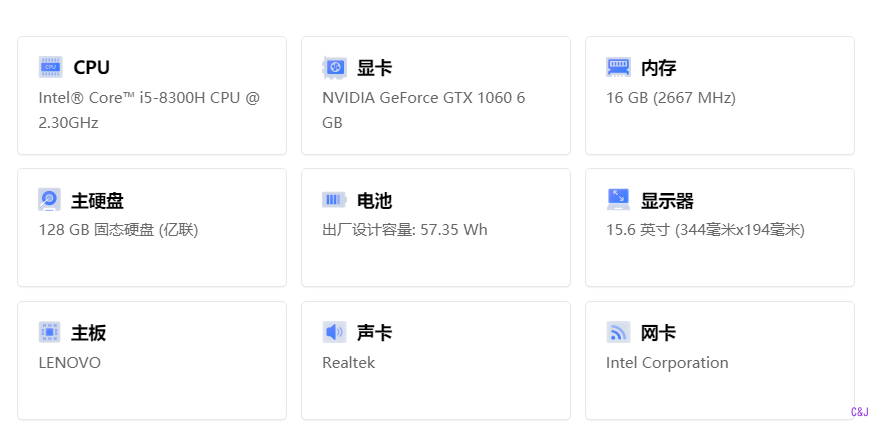 CPU
Intel® Core™ i5-8300H CPU @
2.30GHz
显卡
NVIDIA GeForce GTX 1060 6
GB
内存
16 GB (2667 MHz)
主硬盘
128 GB 固态硬盘 (亿联)
电池
出厂设计容量: 57.35 Wh
显示器
15.6 英寸 (344毫米x194毫米)
主板
LENOVO
声卡
Realtek
网卡
Intel Corporation
C&J